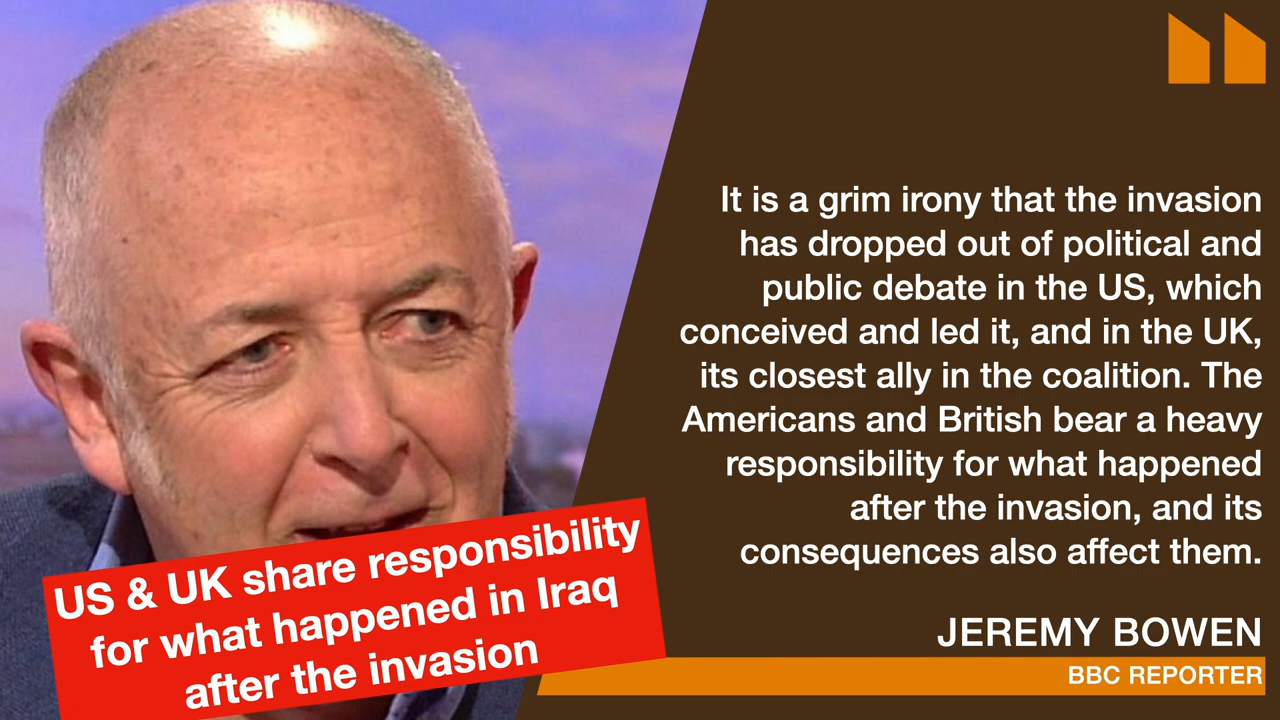 It is a grim irony that the invasion
has dropped out of political and
public debate in the US, which
conceived and led it, and in the UK,
its closest ally in the coalition. The
Americans and British bear a heavy
responsibility for what happened
after the invasion, and its
consequences also affect them.
JEREMY BOWEN
BBC REPORTER
US & UK share responsibility
for what happened in Iraq
after the invasion